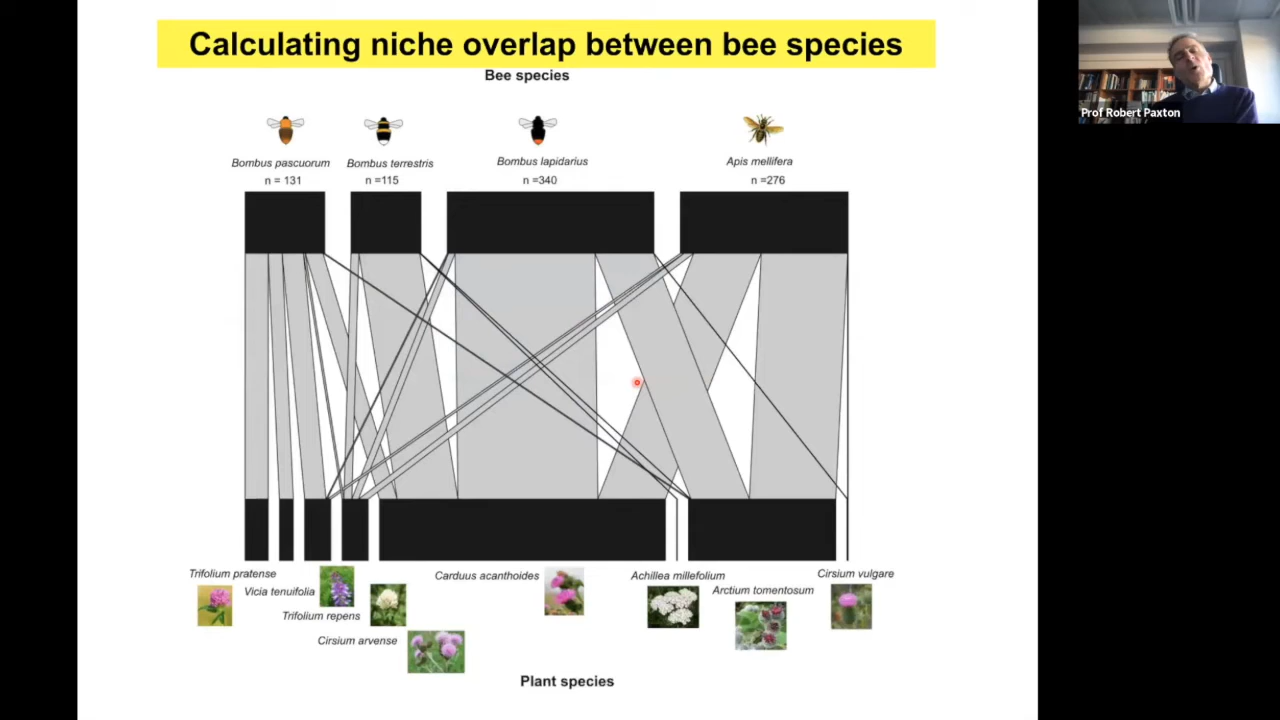 Calculating niche overlap between bee species
Bee species
Prof Robert Paxton
Bombus pascuorum
Bombus terrestris
Bombus lapidarius
Apis mellifera
n = 131
n =115
n =340
n =276
Trifolium pratense
Vicia tenuifolia
Trifolium repens
Cirsium arvense
Carduus acanthoides
Achillea millefolium
Arctium tomentosum
Cirsium vulgare
Plant species